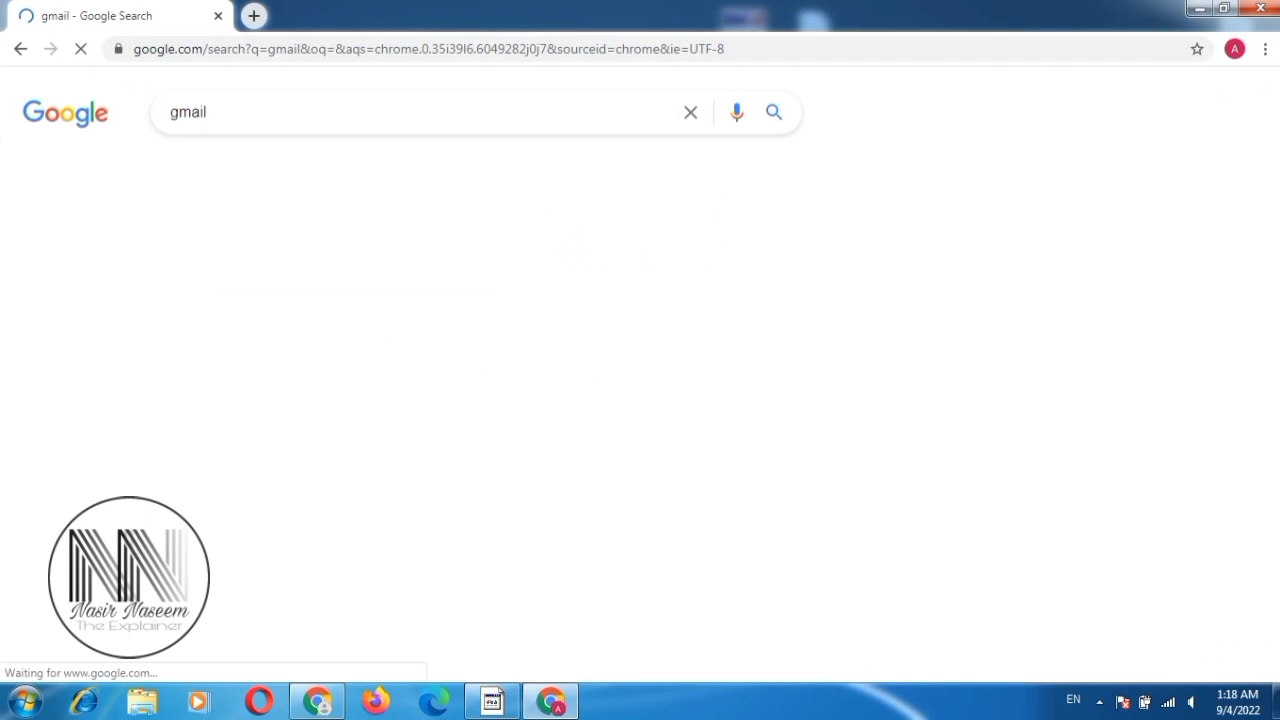 gmail - Google Search
google.com/search?q=gmail&oq=&aqs=chrome.0.35i39l6.6049282j0j7&sourceid=chrome&ie=UTF-8
A
Google
gmail
NN
Nasir Naseem
The Explainer
Waiting for www.google.com...
EN
1:18 AM
9/4/2022